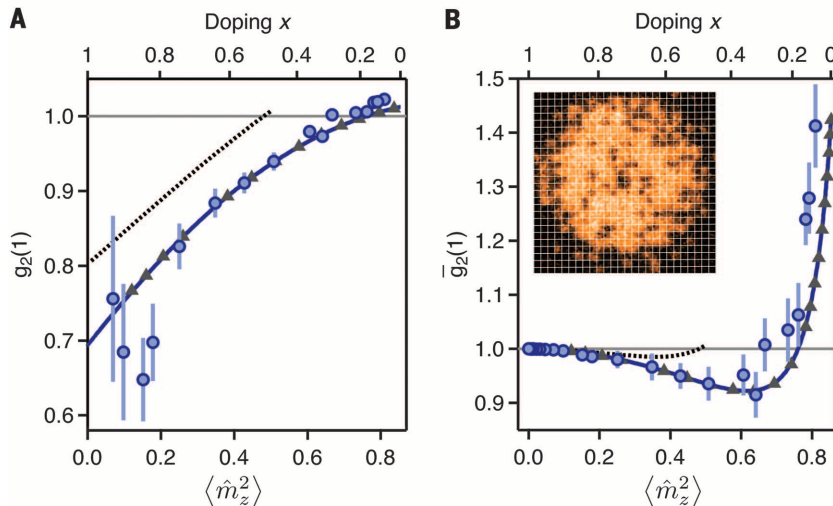 A
Doping x
1 0.8 0.6 0.4 0.2 0
g₂(1)
1.0
0.9
0.8
0.7
0.6
0.0 0.2 0.4 0.6 0.8
⟨m̂z²⟩
B
Doping x
1 0.8 0.6 0.4 0.2 0
g̅₂(1)
1.5
1.4
1.3
1.2
1.1
1.0
0.9
0.0 0.2 0.4 0.6 0.8
⟨m̂z²⟩